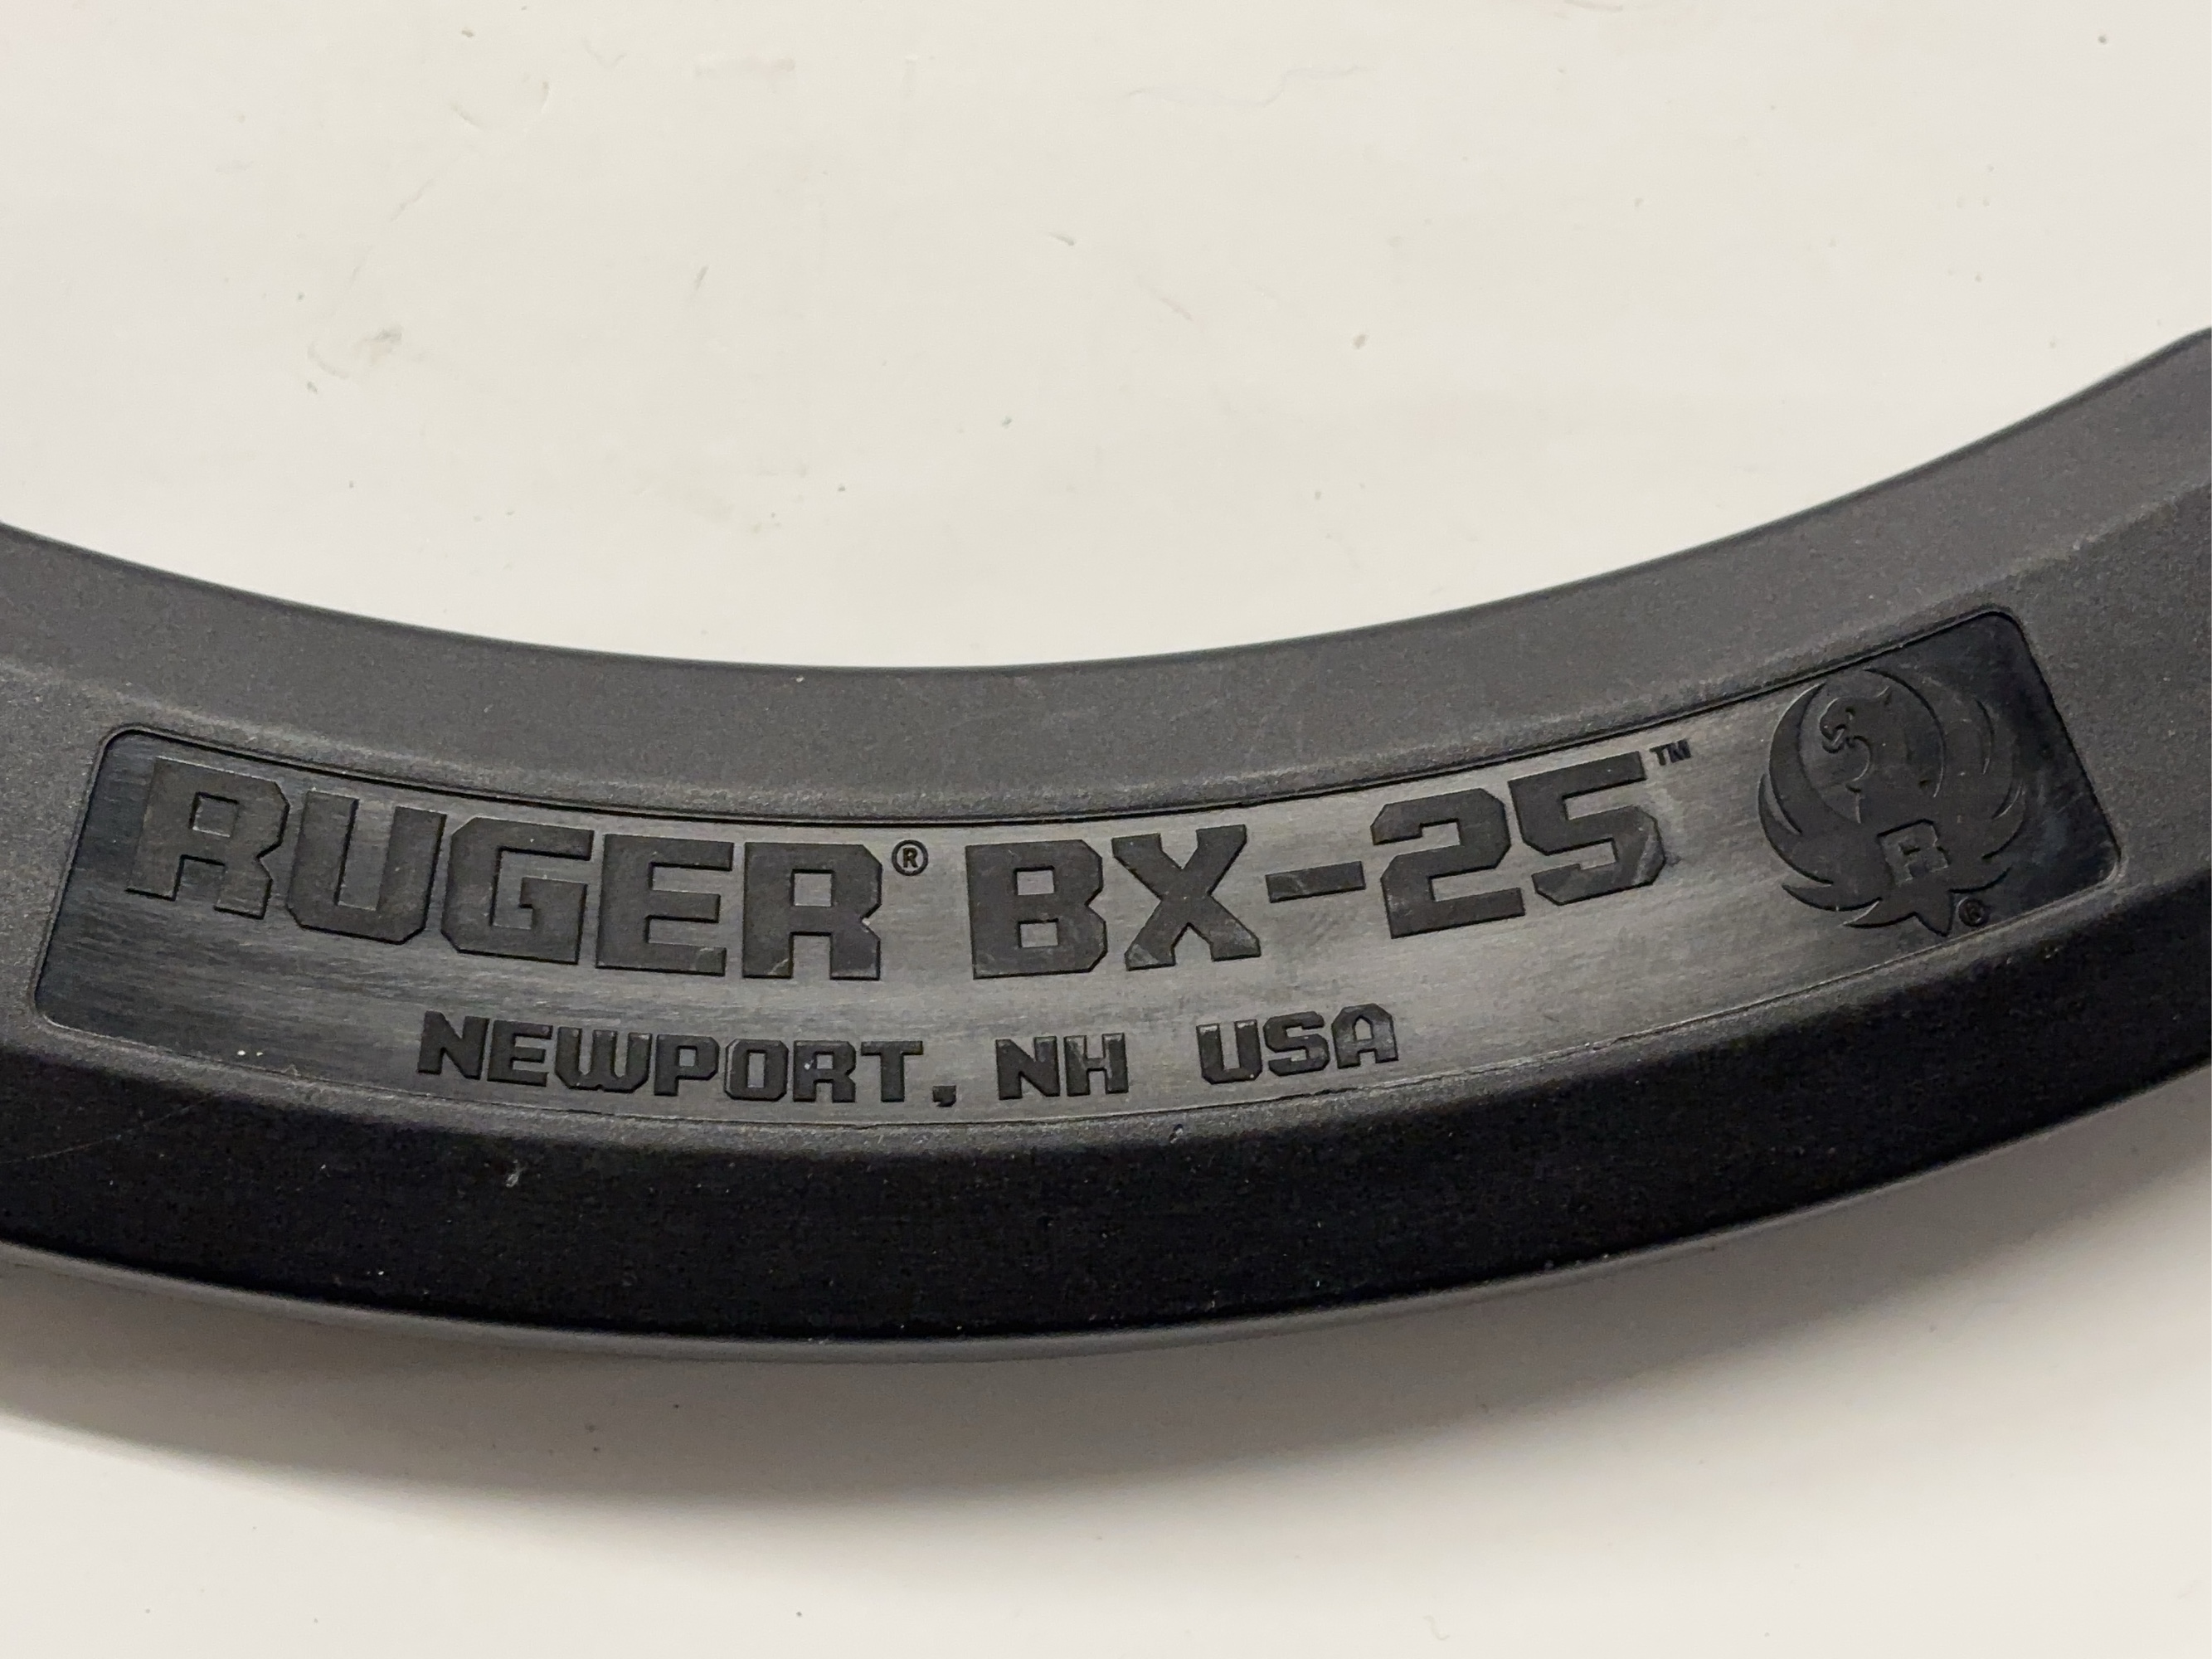 RUGER® BX-25™
NEWPORT, NH USA
R®